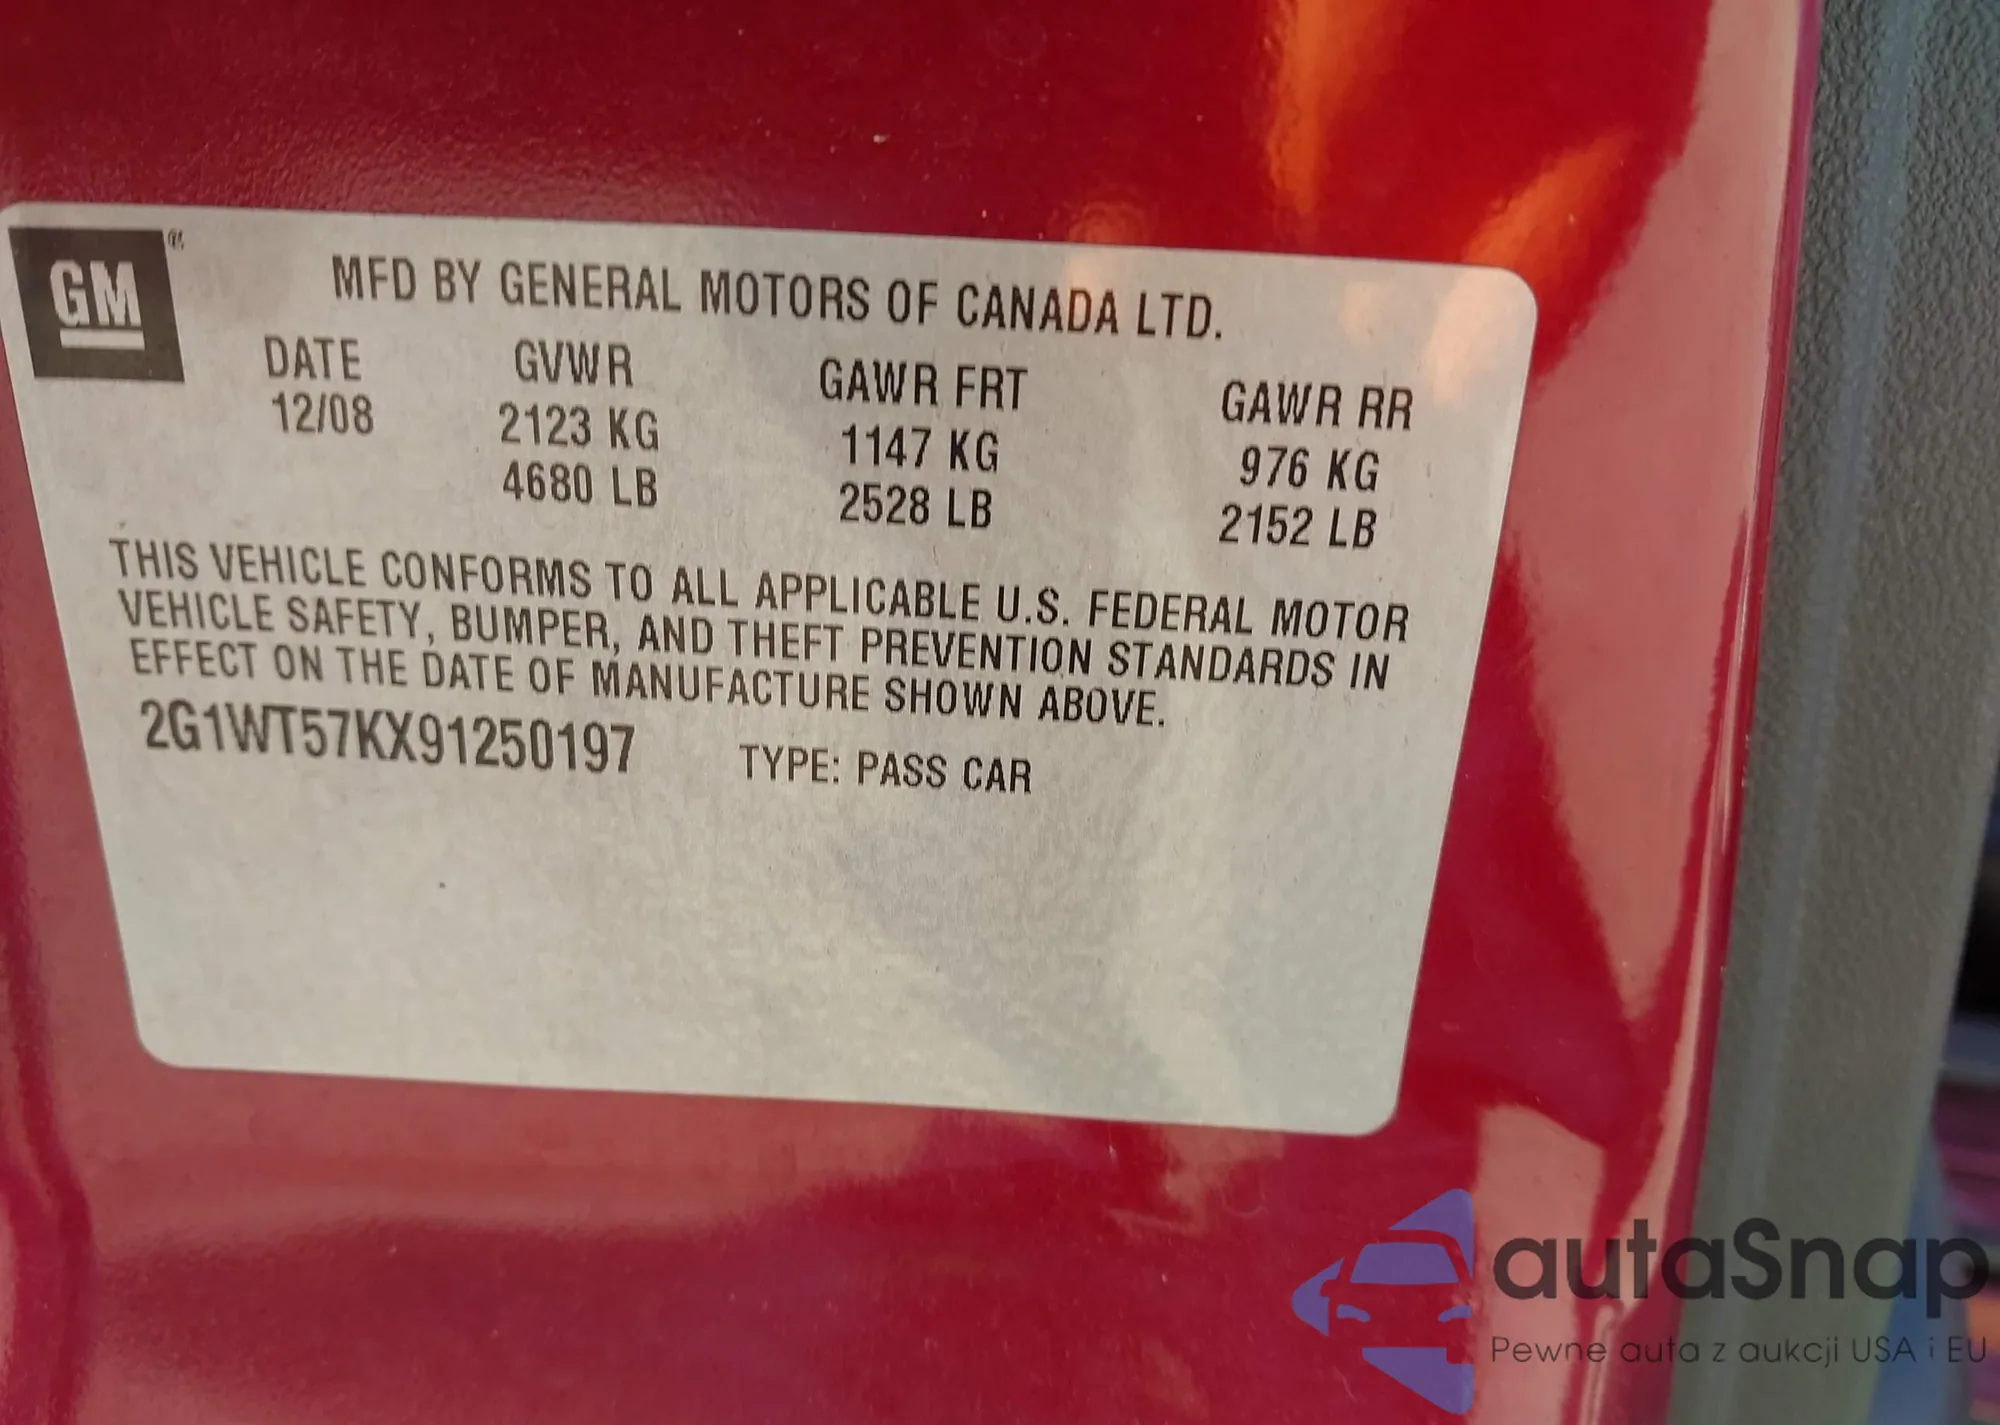 GM
MFD BY GENERAL MOTORS OF CANADA LTD.
DATE GVWR GAWR FRT GAWR RR
12/08 2123 KG 1147 KG 976 KG
4680 LB 2528 LB 2152 LB
THIS VEHICLE CONFORMS TO ALL APPLICABLE U.S. FEDERAL MOTOR
VEHICLE SAFETY, BUMPER, AND THEFT PREVENTION STANDARDS IN
EFFECT ON THE DATE OF MANUFACTURE SHOWN ABOVE.
2G1WT57KX91250197 TYPE: PASS CAR
autaSnap
Pewne auta z aukcji USA i EU